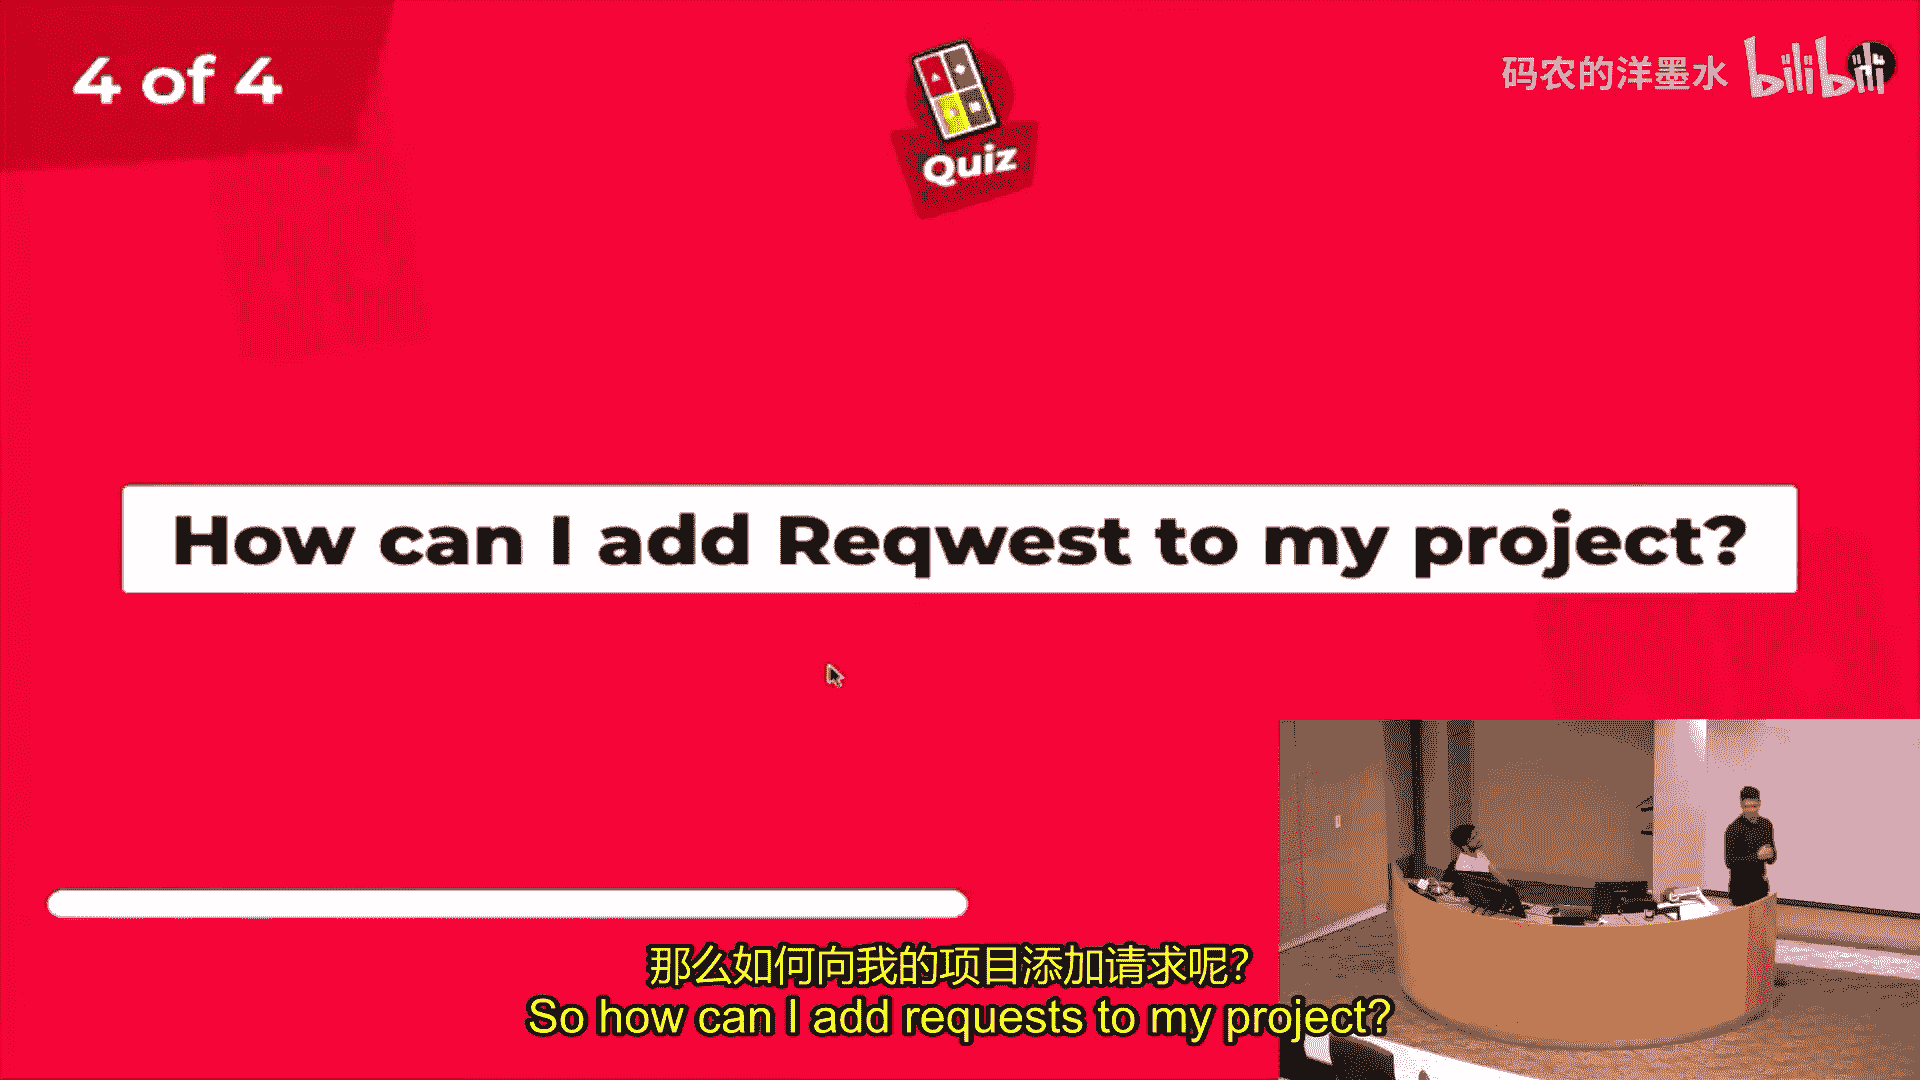 4 of 4
Quiz
码农的洋墨水 bilibili
How can I add Reqwest to my project?
那么如何向我的项目添加请求呢？
So how can I add requests to my project?